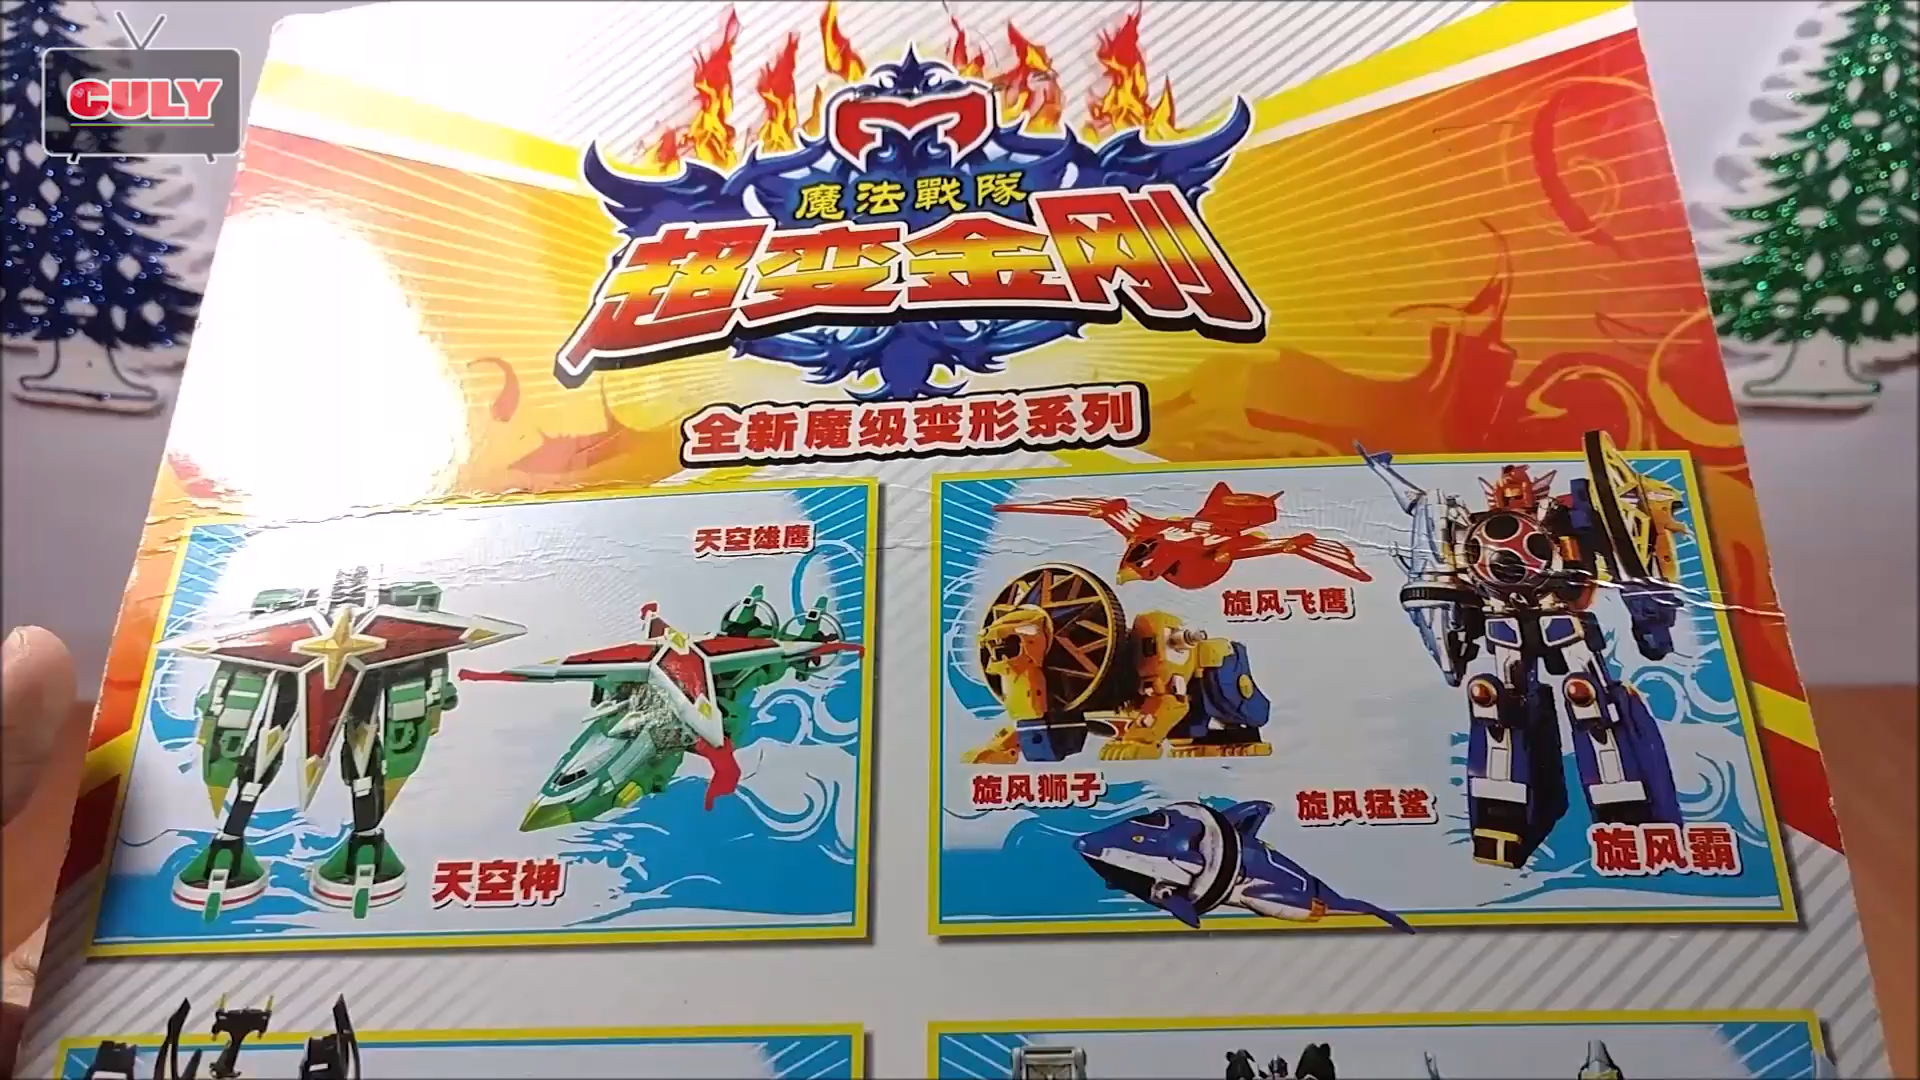 CULY
魔法戰隊
超变金刚
全新魔级变形系列
天空雄鹰
天空神
旋风飞鹰
旋风狮子
旋风猛鲨
旋风霸